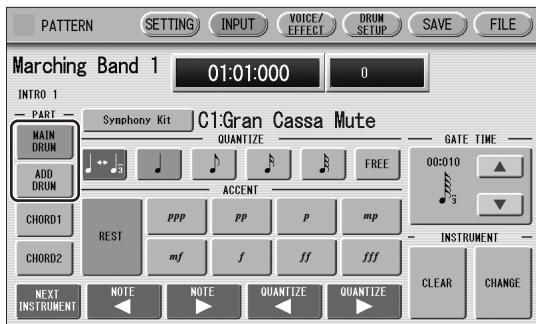 PATTERN SETTING INPUT VOICE/ EFFECT DRUM SETUP SAVE FILE
Marching Band 1 01:01:000 0
INTRO 1
PART
Symphony Kit C1:Gran Cassa Mute
MAIN DRUM
ADD DRUM
CHORD1
CHORD2
QUANTIZE
3
FREE
GATE TIME
00:010
3
ACCENT
REST
ppp pp p mp
mf f ff fff
INSTRUMENT
CLEAR CHANGE
NEXT INSTRUMENT
NOTE
NOTE
QUANTIZE
QUANTIZE